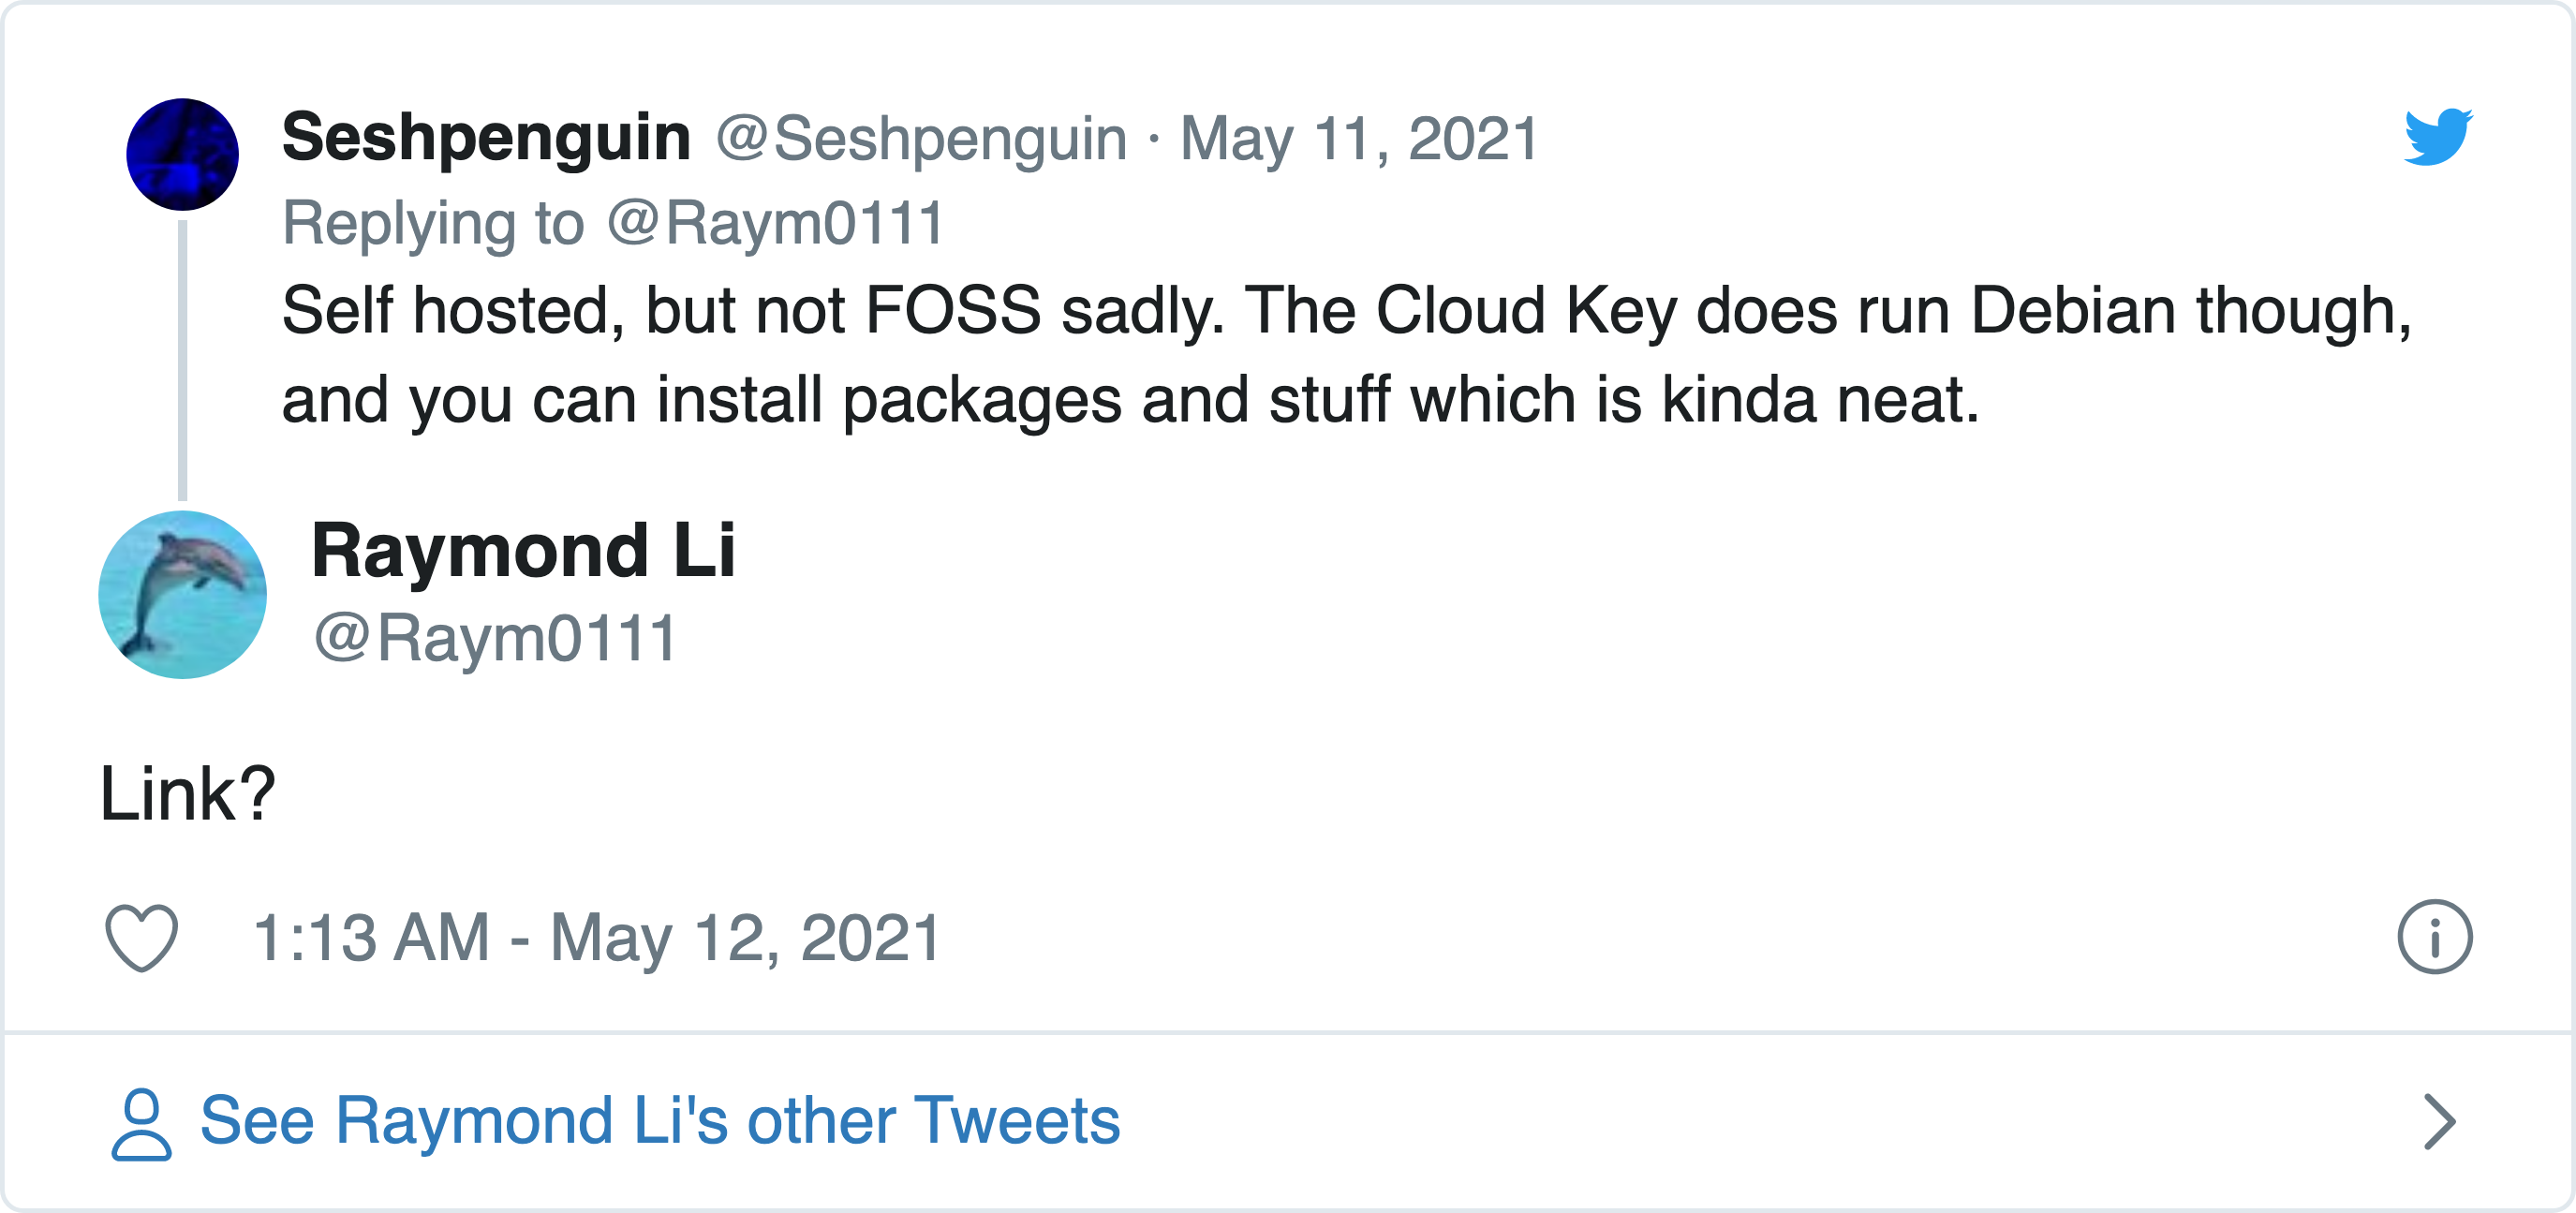 Seshpenguin @Seshpenguin · May 11, 2021
Replying to @Raym0111
Self hosted, but not FOSS sadly. The Cloud Key does run Debian though,
and you can install packages and stuff which is kinda neat.
Raymond Li
@Raym0111
Link?
1:13 AM - May 12, 2021
See Raymond Li's other Tweets